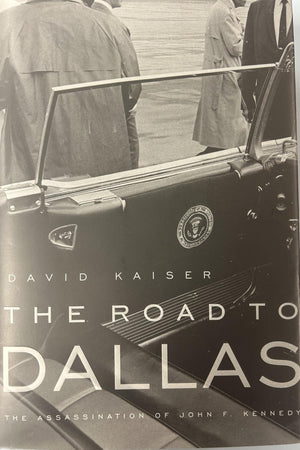 DAVID KAISER
THE ROAD TO
DALLAS
THE ASSASSINATION OF JOHN F. KENNEDY